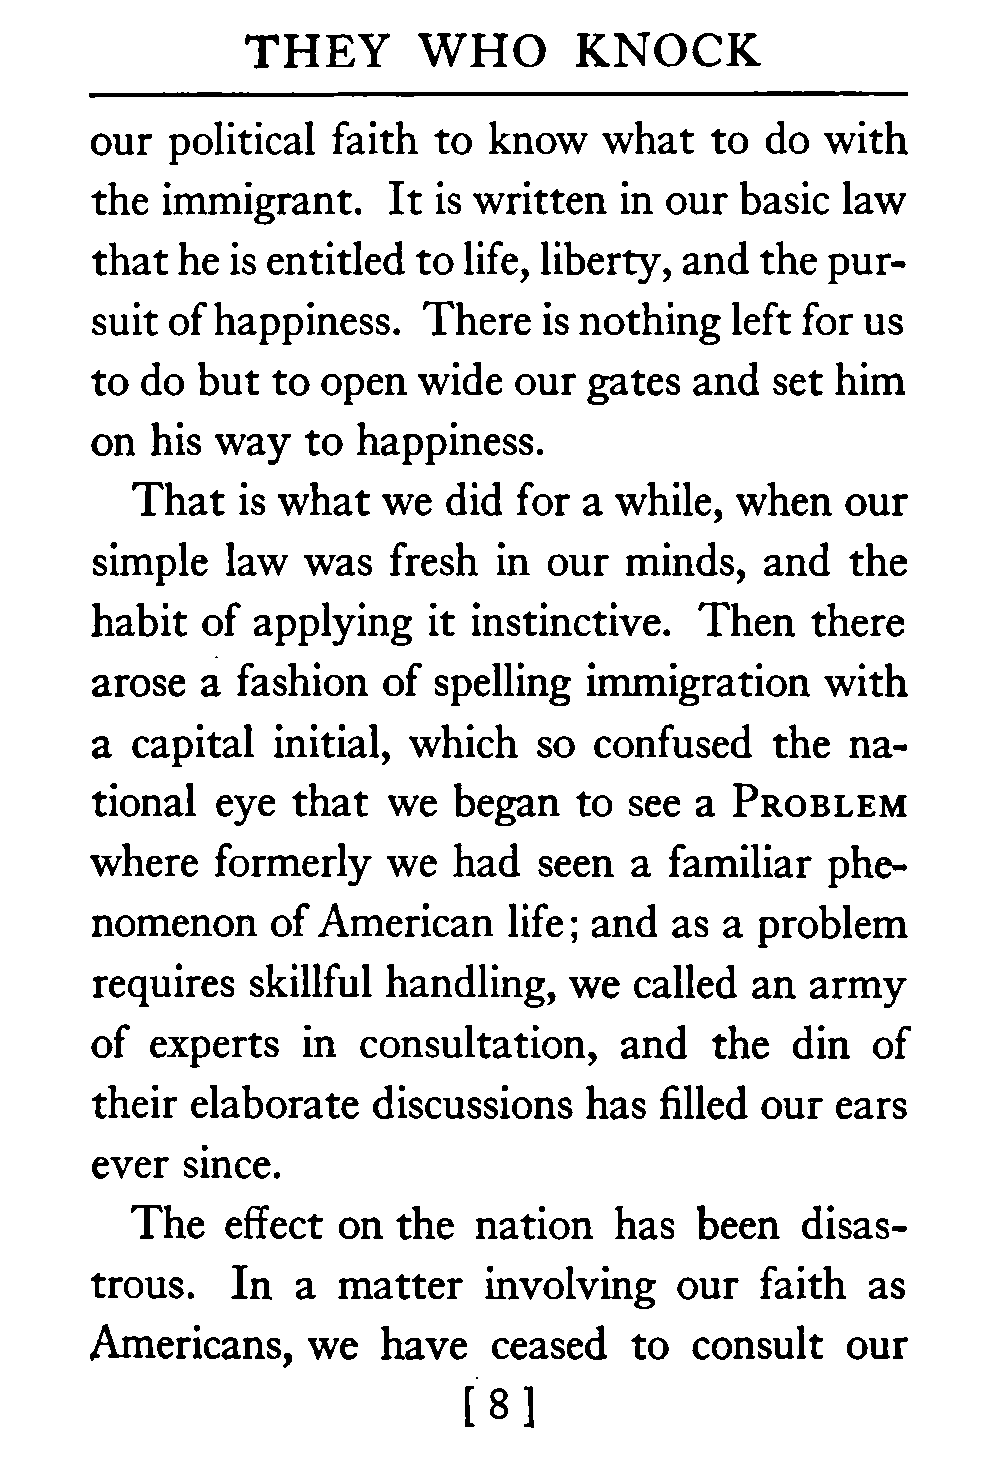 THEY WHO KNOCK
our political faith to know what to do with
the immigrant. It is written in our basic law
that he is entitled to life, liberty, and the pur-
suit of happiness. There is nothing left for us
to do but to open wide our gates and set him
on his way to happiness.
That is what we did for a while, when our
simple law was fresh in our minds, and the
habit of applying it instinctive. Then there
arose a fashion of spelling immigration with
a capital initial, which so confused the na-
tional eye that we began to see a PROBLEM
where formerly we had seen a familiar phe-
nomenon of American life; and as a problem
requires skillful handling, we called an army
of experts in consultation, and the din of
their elaborate discussions has filled our ears
ever since.
The effect on the nation has been disas-
trous. In a matter involving our faith as
Americans, we have ceased to consult our
[ 8 ]